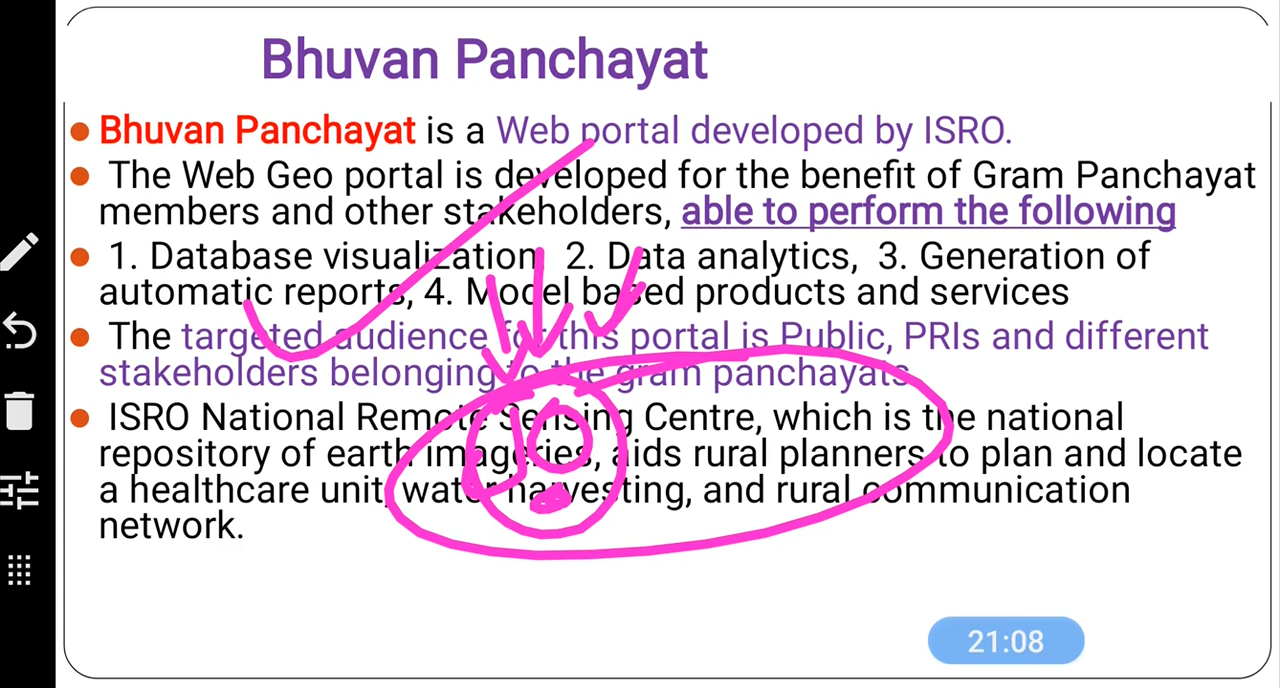 Bhuvan Panchayat
Bhuvan Panchayat is a Web portal developed by ISRO.
The Web Geo portal is developed for the benefit of Gram Panchayat
members and other stakeholders, able to perform the following
1. Database visualization, 2. Data analytics, 3. Generation of
automatic reports, 4. Model based products and services
The targeted audience for this portal is Public, PRIs and different
stakeholders belonging to the gram panchayats.
ISRO National Remote Sensing Centre, which is the national
repository of earth imageries, aids rural planners to plan and locate
a healthcare unit, water harvesting, and rural communication
network.
21:08